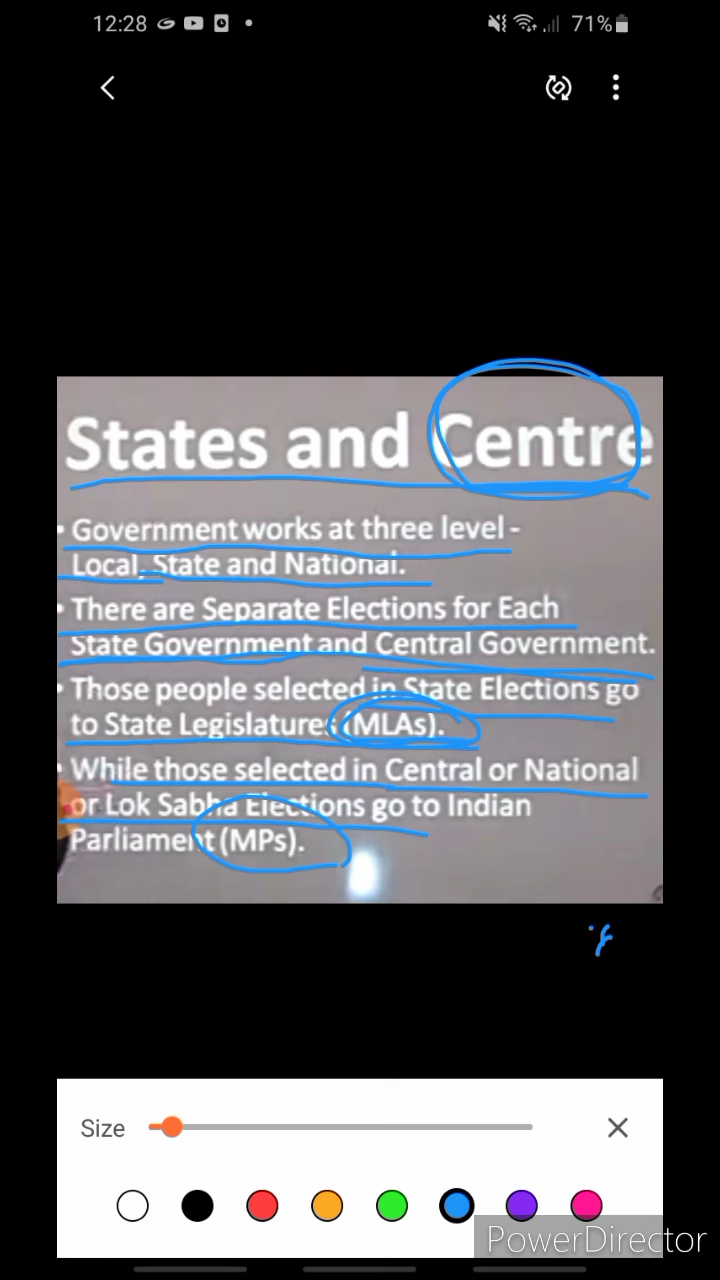 12:28
71%
States and Centre
• Government works at three level -
Local, State and National.
• There are Separate Elections for Each
State Government and Central Government.
• Those people selected in State Elections go
to State Legislatures (MLAs).
• While those selected in Central or National
or Lok Sabha Elections go to Indian
Parliament (MPs).
Size
PowerDirector